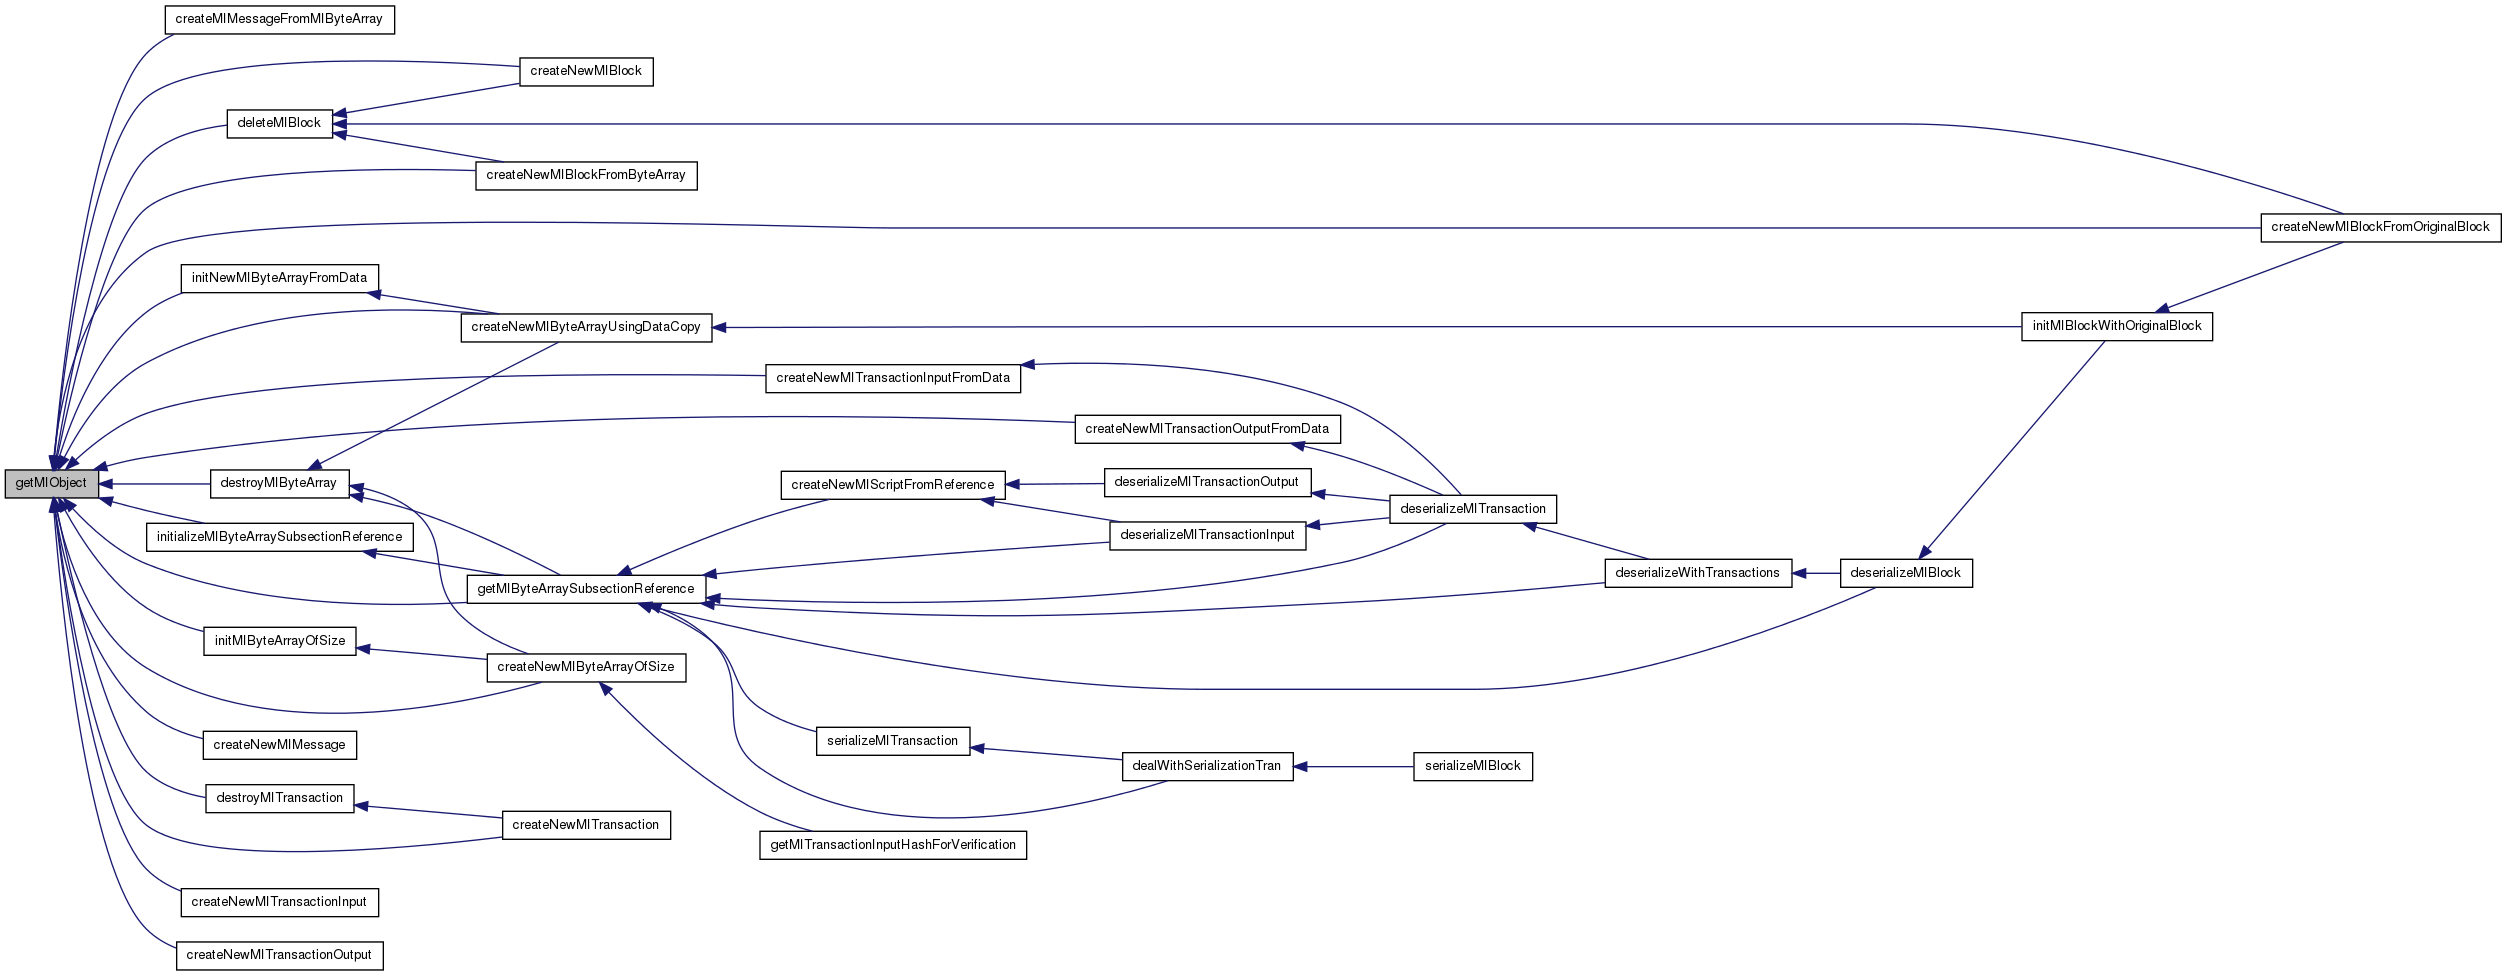 createMIMessageFromMIByteArray
createNewMIBlock
deleteMIBlock
createNewMIBlockFromByteArray
createNewMIBlockFromOriginalBlock
initNewMIByteArrayFromData
createNewMIByteArrayUsingDataCopy
initMIBlockWithOriginalBlock
createNewMITransactionInputFromData
createNewMITransactionOutputFromData
getMIObject
destroyMIByteArray
createNewMIScriptFromReference
deserializeMITransactionOutput
deserializeMITransaction
initializeMIByteArraySubsectionReference
deserializeMITransactionInput
getMIByteArraySubsectionReference
deserializeWithTransactions
deserializeMIBlock
initMIByteArrayOfSize
createNewMIByteArrayOfSize
createNewMIMessage
serializeMITransaction
dealWithSerializationTran
serializeMIBlock
destroyMITransaction
createNewMITransaction
getMITransactionInputHashForVerification
createNewMITransactionInput
createNewMITransactionOutput